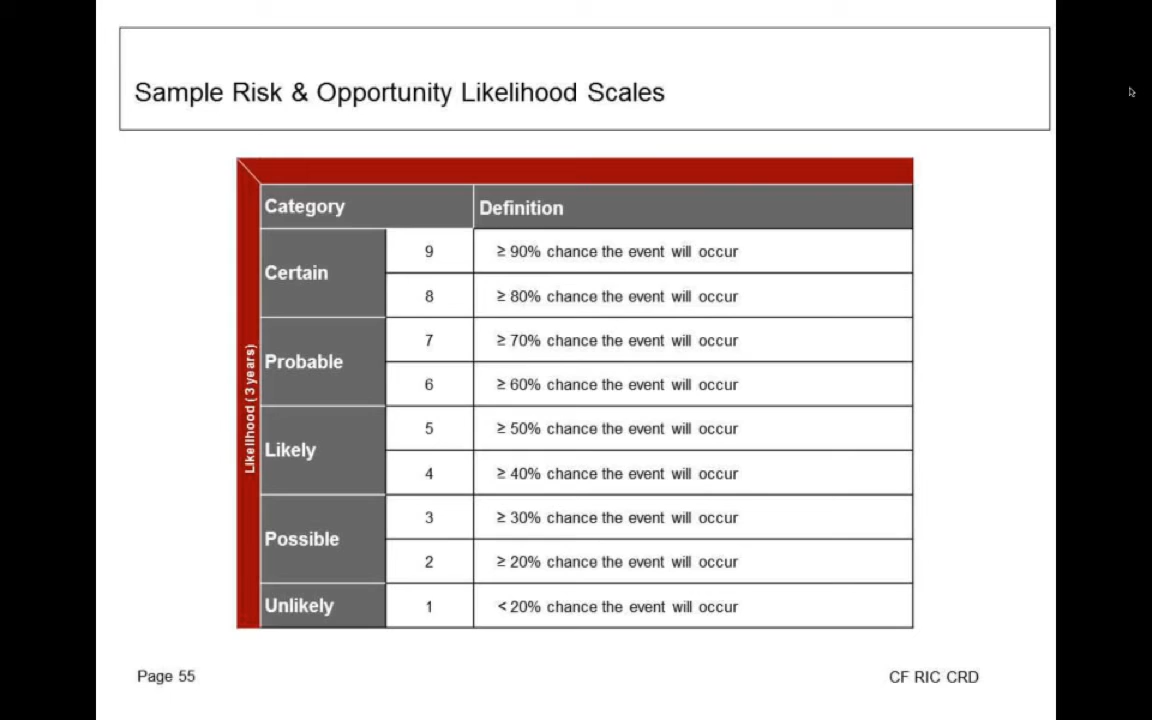 Sample Risk & Opportunity Likelihood Scales
Category Definition
Likelihood ( 3 years)
Certain
9 ≥ 90% chance the event will occur
8 ≥ 80% chance the event will occur
Probable
7 ≥ 70% chance the event will occur
6 ≥ 60% chance the event will occur
Likely
5 ≥ 50% chance the event will occur
4 ≥ 40% chance the event will occur
Possible
3 ≥ 30% chance the event will occur
2 ≥ 20% chance the event will occur
Unlikely 1 < 20% chance the event will occur
Page 55 CF RIC CRD